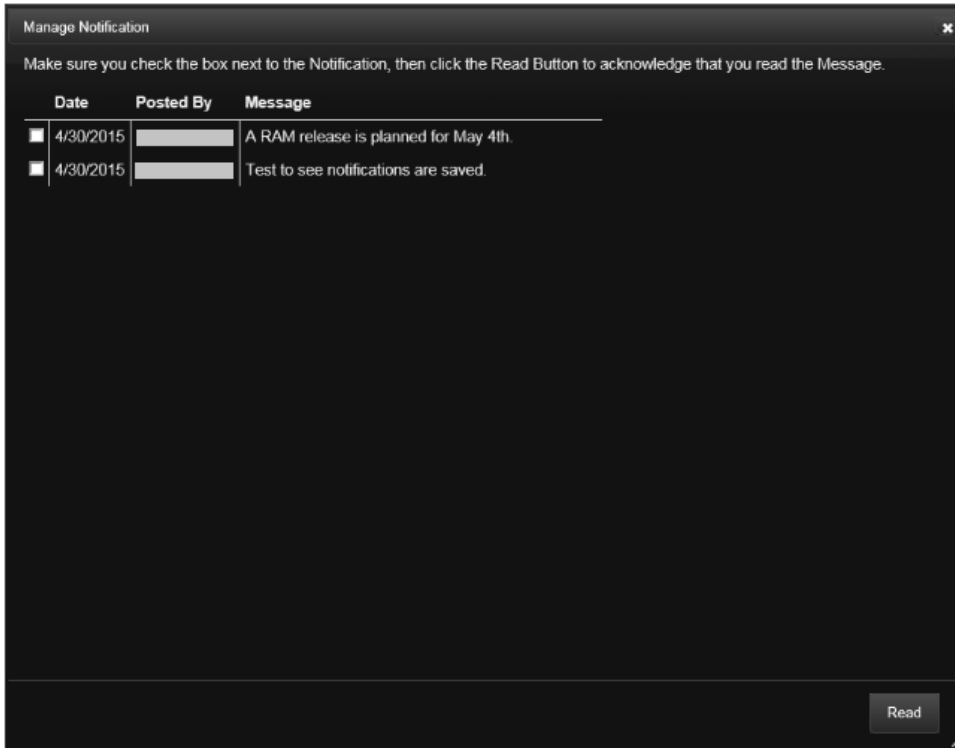 Manage Notification
Make sure you check the box next to the Notification, then click the Read Button to acknowledge that you read the Message.
Date Posted By Message
4/30/2015 A RAM release is planned for May 4th.
4/30/2015 Test to see notifications are saved.
Read